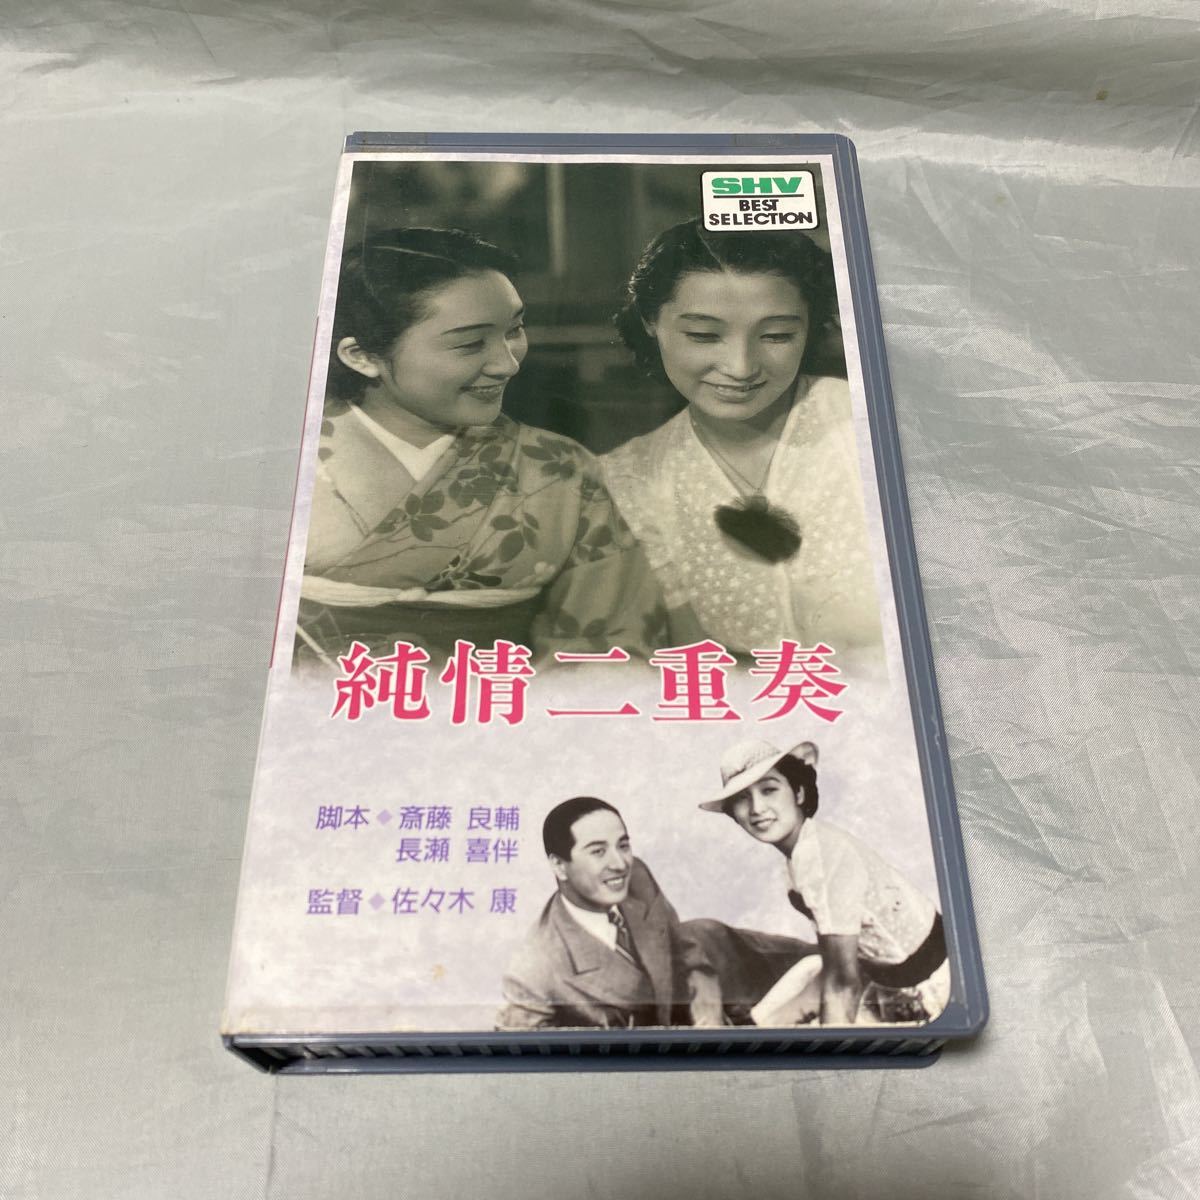 SHV
BEST
SELECTION
純情二重奏
脚本◆斎藤 良輔
長瀬 喜伴
監督◆佐々木 康